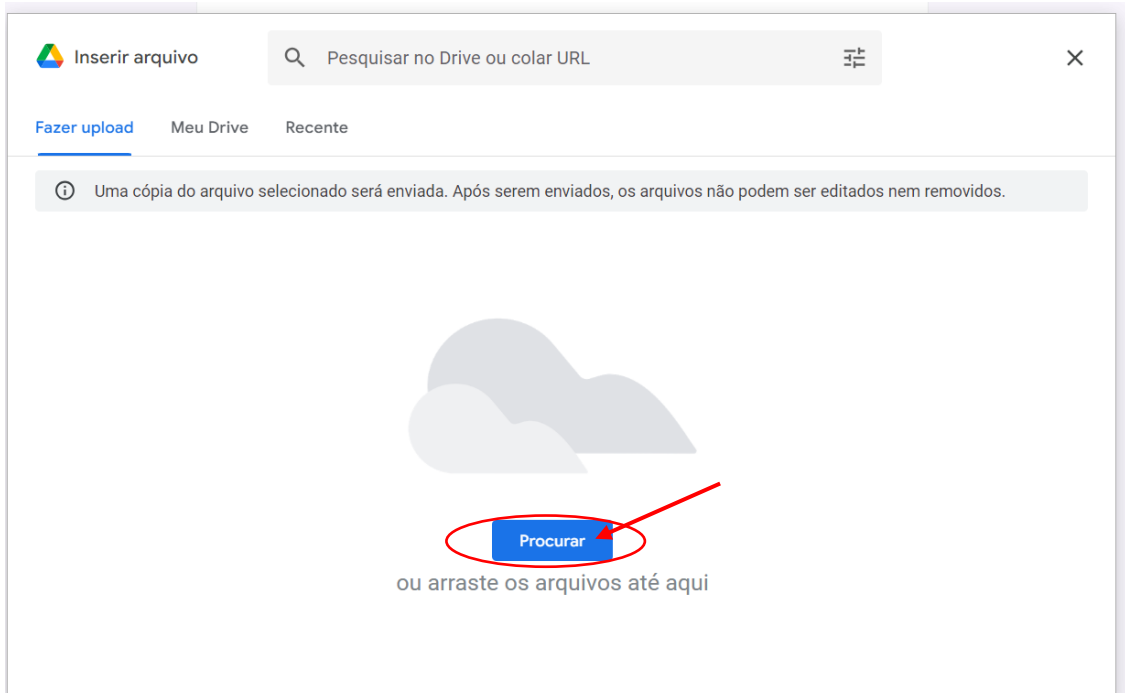 Inserir arquivo
Pesquisar no Drive ou colar URL
Fazer upload
Meu Drive
Recente
Uma cópia do arquivo selecionado será enviada. Após serem enviados, os arquivos não podem ser editados nem removidos.
Procurar
ou arraste os arquivos até aqui